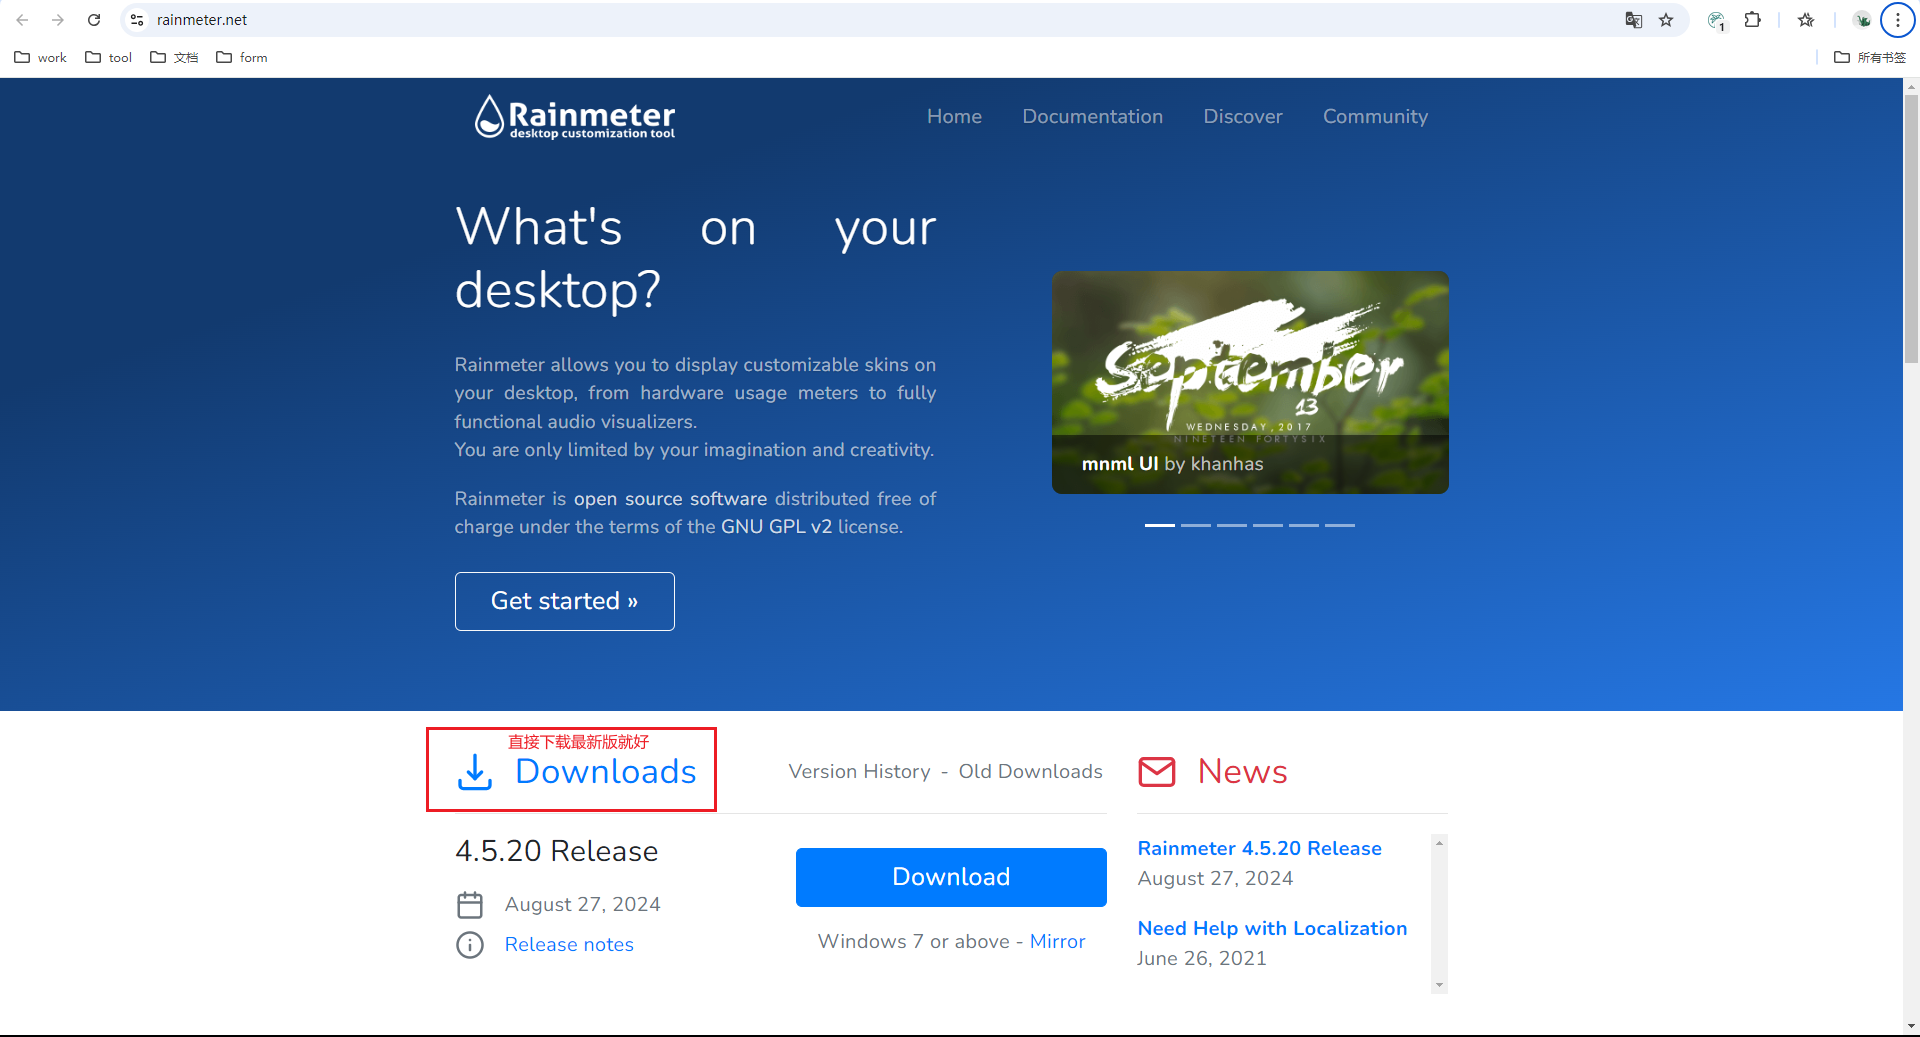 rainmeter.net
1
work
tool
文档
form
所有书签
Rainmeter
desktop customization tool
Home
Documentation
Discover
Community
What's on your
desktop?
Rainmeter allows you to display customizable skins on
your desktop, from hardware usage meters to fully
functional audio visualizers.
You are only limited by your imagination and creativity.
Rainmeter is open source software distributed free of
charge under the terms of the GNU GPL v2 license.
Get started »
September
13
WEDNESDAY, 2017
NINETEEN FORTYSIX
mnml UI by khanhas
直接下载最新版就好
Downloads
Version History - Old Downloads
4.5.20 Release
August 27, 2024
Release notes
Download
Windows 7 or above - Mirror
News
Rainmeter 4.5.20 Release
August 27, 2024
Need Help with Localization
June 26, 2021